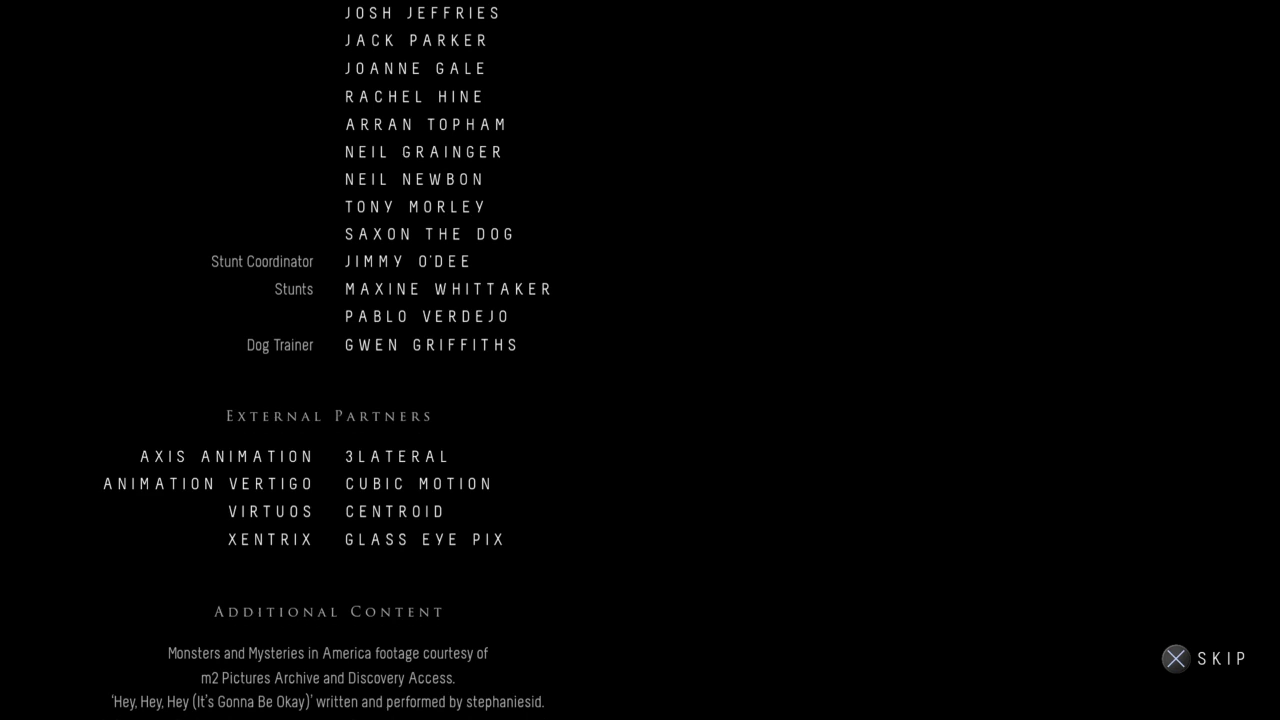 JOSH JEFFRIES
JACK PARKER
JOANNE GALE
RACHEL HINE
ARRAN TOPHAM
NEIL GRAINGER
NEIL NEWBON
TONY MORLEY
SAXON THE DOG
Stunt Coordinator JIMMY O'DEE
Stunts MAXINE WHITTAKER
PABLO VERDEJO
Dog Trainer GWEN GRIFFITHS
EXTERNAL PARTNERS
AXIS ANIMATION 3LATERAL
ANIMATION VERTIGO CUBIC MOTION
VIRTUOS CENTROID
XENTRIX GLASS EYE PIX
ADDITIONAL CONTENT
Monsters and Mysteries in America footage courtesy of
m2 Pictures Archive and Discovery Access.
'Hey, Hey, Hey (It's Gonna Be Okay)' written and performed by stephaniesid.
SKIP